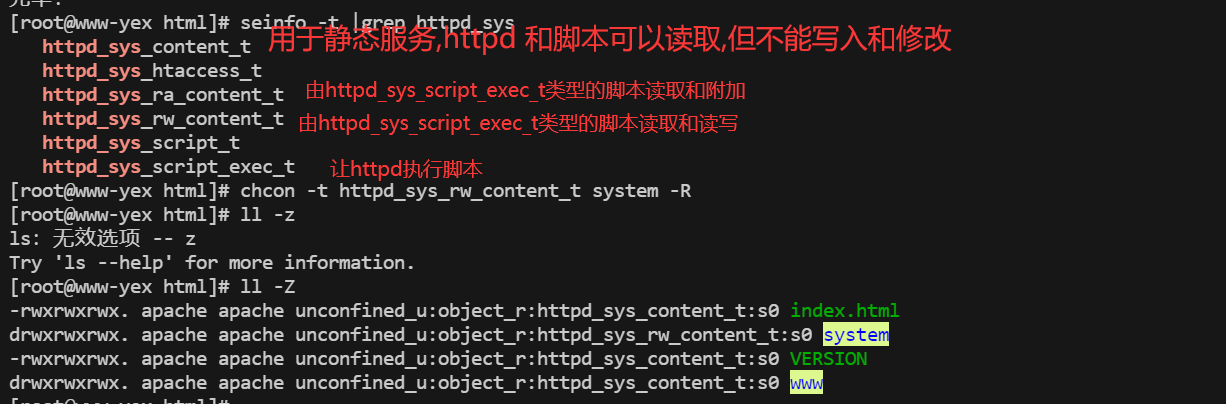 [root@www-yex html]# seinfo -t |grep httpd_sys
httpd_sys_content_t 用于静态服务,httpd 和脚本可以读取,但不能写入和修改
httpd_sys_htaccess_t
httpd_sys_ra_content_t 由httpd_sys_script_exec_t类型的脚本读取和附加
httpd_sys_rw_content_t 由httpd_sys_script_exec_t类型的脚本读取和读写
httpd_sys_script_t
httpd_sys_script_exec_t 让httpd执行脚本
[root@www-yex html]# chcon -t httpd_sys_rw_content_t system -R
[root@www-yex html]# ll -z
ls: 无效选项 -- z
Try 'ls --help' for more information.
[root@www-yex html]# ll -Z
-rwxrwxrwx. apache apache unconfined_u:object_r:httpd_sys_content_t:s0 index.html
drwxrwxrwx. apache apache unconfined_u:object_r:httpd_sys_rw_content_t:s0 system
-rwxrwxrwx. apache apache unconfined_u:object_r:httpd_sys_content_t:s0 VERSION
drwxrwxrwx. apache apache unconfined_u:object_r:httpd_sys_content_t:s0 www